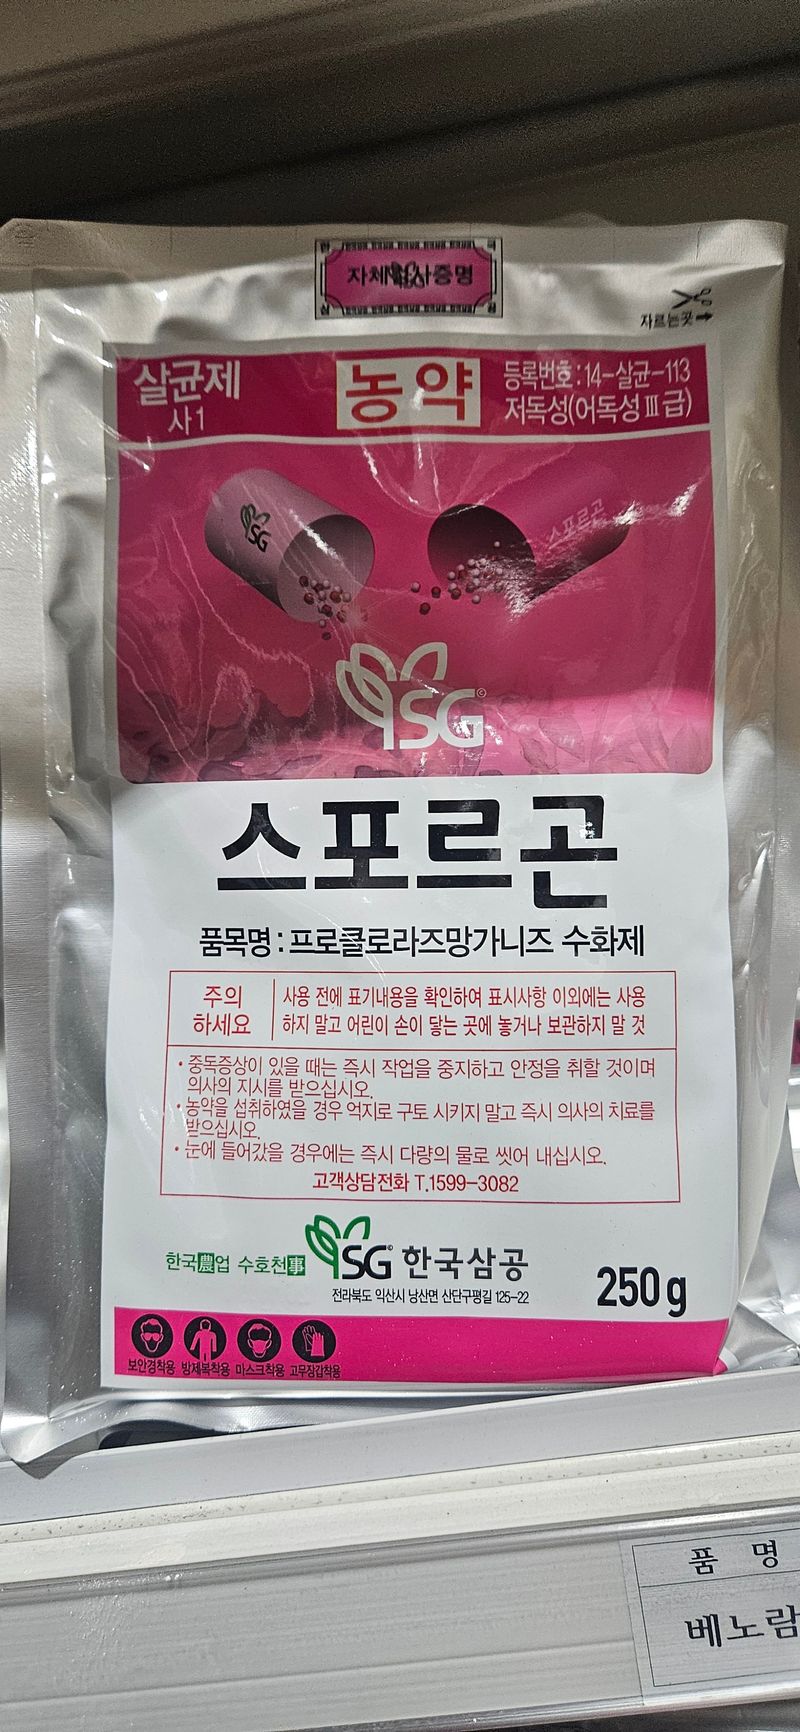 자체검사증명
자르는곳
살균제
사1
농약
등록번호:14-살균-113
저독성(어독성Ⅲ급)
SG
스포르곤
SG
스포르곤
품목명:프로클로라즈망가니즈 수화제
주의
하세요
사용 전에 표기내용을 확인하여 표시사항 이외에는 사용
하지 말고 어린이 손이 닿는 곳에 놓거나 보관하지 말 것
• 중독증상이 있을 때는 즉시 작업을 중지하고 안정을 취할 것이며
의사의 지시를 받으십시오.
• 농약을 섭취하였을 경우 억지로 구토 시키지 말고 즉시 의사의 치료를
받으십시오.
• 눈에 들어갔을 경우에는 즉시 다량의 물로 씻어 내십시오.
고객상담전화 T.1599-3082
한국農업 수호천事 SG 한국삼공
전라북도 익산시 낭산면 산단구평길 125-22
250g
보안경착용 방제복착용 마스크착용 고무장갑착용
품 명
베노람